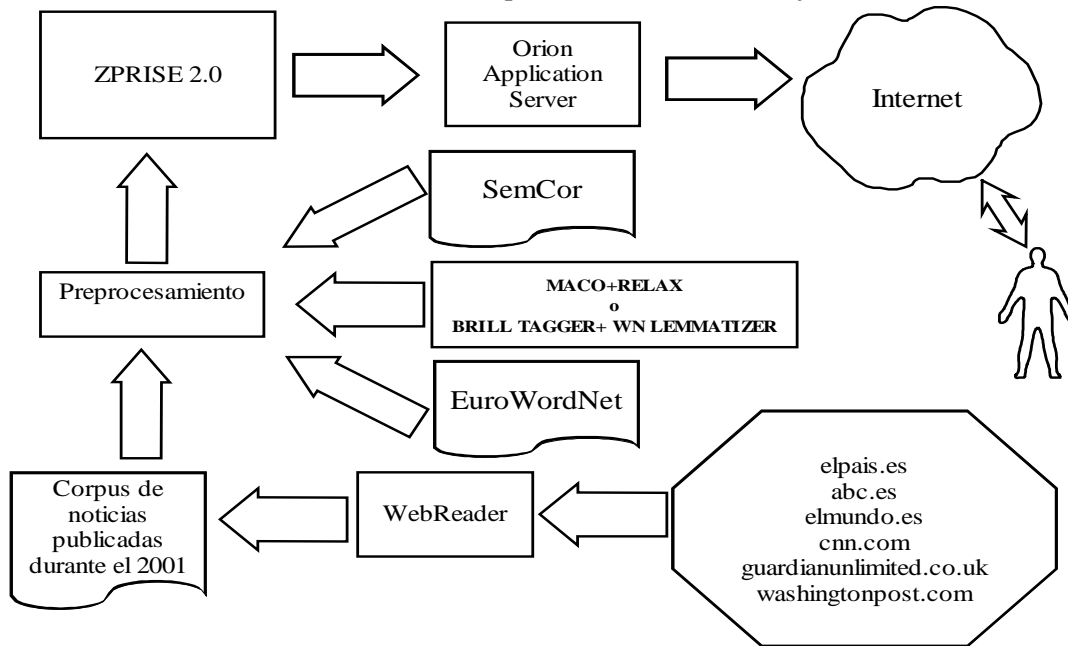 ZPRISE 2.0
Orion
Application
Server
Internet
SemCor
Preprocesamiento
MACO+RELAX
o
BRILL TAGGER+ WN LEMMATIZER
EuroWordNet
Corpus de
noticias
publicadas
durante el 2001
WebReader
elpais.es
abc.es
elmundo.es
cnn.com
guardianunlimited.co.uk
washingtonpost.com